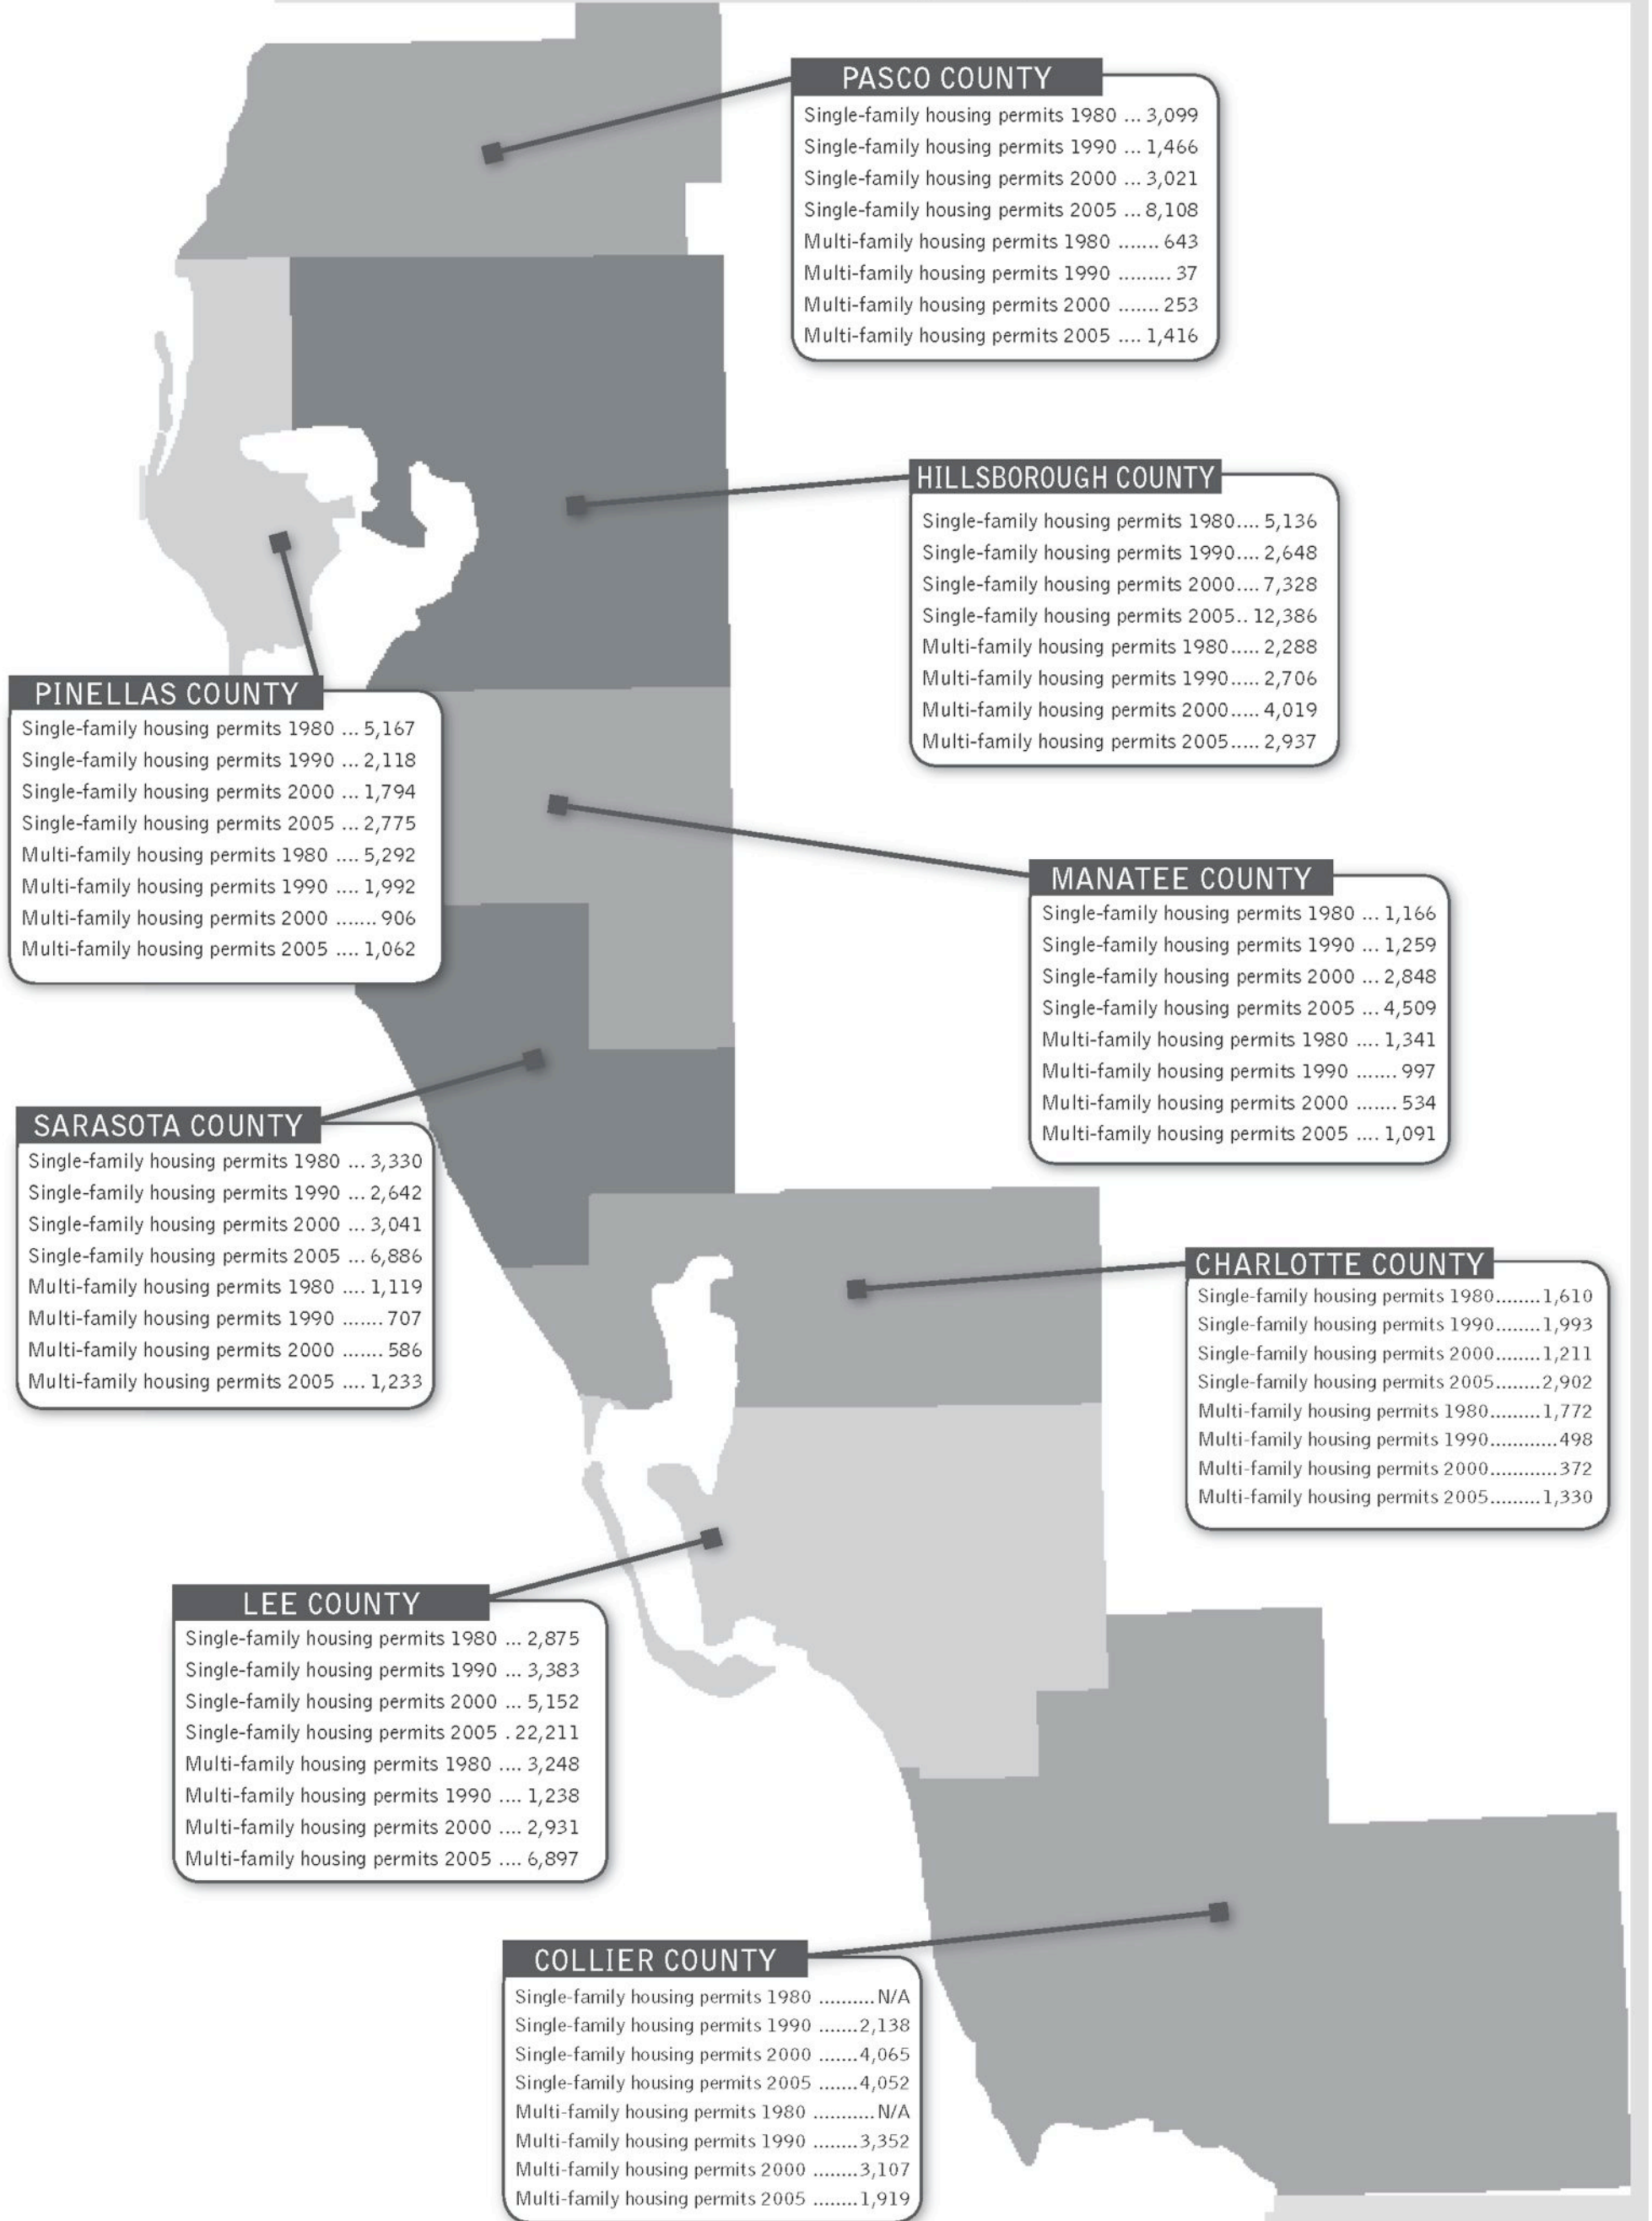 PASCO COUNTY
Single-family housing permits 1980 ... 3,099
Single-family housing permits 1990 ... 1,466
Single-family housing permits 2000 ... 3,021
Single-family housing permits 2005 ... 8,108
Multi-family housing permits 1980 ....... 643
Multi-family housing permits 1990 ......... 37
Multi-family housing permits 2000 ....... 253
Multi-family housing permits 2005 .... 1,416
HILLSBOROUGH COUNTY
Single-family housing permits 1980.... 5,136
Single-family housing permits 1990.... 2,648
Single-family housing permits 2000.... 7,328
Single-family housing permits 2005.. 12,386
Multi-family housing permits 1980..... 2,288
Multi-family housing permits 1990..... 2,706
Multi-family housing permits 2000..... 4,019
Multi-family housing permits 2005..... 2,937
PINELLAS COUNTY
Single-family housing permits 1980 ... 5,167
Single-family housing permits 1990 ... 2,118
Single-family housing permits 2000 ... 1,794
Single-family housing permits 2005 ... 2,775
Multi-family housing permits 1980 .... 5,292
Multi-family housing permits 1990 .... 1,992
Multi-family housing permits 2000 ....... 906
Multi-family housing permits 2005 .... 1,062
MANATEE COUNTY
Single-family housing permits 1980 ... 1,166
Single-family housing permits 1990 ... 1,259
Single-family housing permits 2000 ... 2,848
Single-family housing permits 2005 ... 4,509
Multi-family housing permits 1980 .... 1,341
Multi-family housing permits 1990 ....... 997
Multi-family housing permits 2000 ....... 534
Multi-family housing permits 2005 .... 1,091
SARASOTA COUNTY
Single-family housing permits 1980 ... 3,330
Single-family housing permits 1990 ... 2,642
Single-family housing permits 2000 ... 3,041
Single-family housing permits 2005 ... 6,886
Multi-family housing permits 1980 .... 1,119
Multi-family housing permits 1990 ....... 707
Multi-family housing permits 2000 ....... 586
Multi-family housing permits 2005 .... 1,233
CHARLOTTE COUNTY
Single-family housing permits 1980.......1,610
Single-family housing permits 1990........1,993
Single-family housing permits 2000........1,211
Single-family housing permits 2005........2,902
Multi-family housing permits 1980.........1,772
Multi-family housing permits 1990............498
Multi-family housing permits 2000............372
Multi-family housing permits 2005.........1,330
LEE COUNTY
Single-family housing permits 1980 ... 2,875
Single-family housing permits 1990 ... 3,383
Single-family housing permits 2000 ... 5,152
Single-family housing permits 2005 . 22,211
Multi-family housing permits 1980 .... 3,248
Multi-family housing permits 1990 .... 1,238
Multi-family housing permits 2000 .... 2,931
Multi-family housing permits 2005 .... 6,897
COLLIER COUNTY
Single-family housing permits 1980 ..........N/A
Single-family housing permits 1990 .......2,138
Single-family housing permits 2000 .......4,065
Single-family housing permits 2005 .......4,052
Multi-family housing permits 1980 ...........N/A
Multi-family housing permits 1990 ........3,352
Multi-family housing permits 2000 ........3,107
Multi-family housing permits 2005 ........1,919